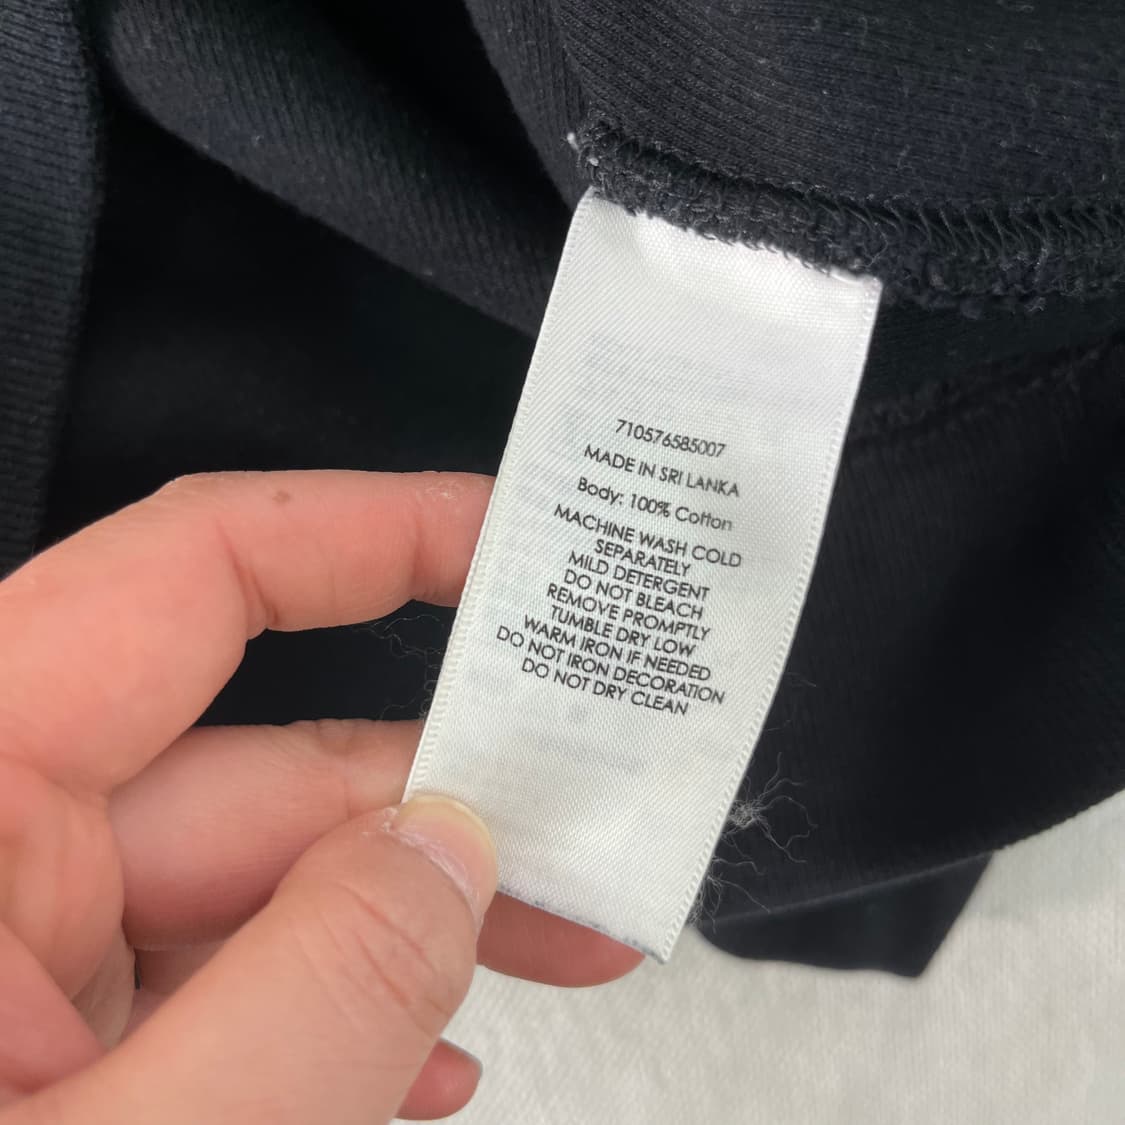 710576585007
MADE IN SRI LANKA
Body: 100% Cotton
MACHINE WASH COLD
SEPARATELY
MILD DETERGENT
DO NOT BLEACH
REMOVE PROMPTLY
TUMBLE DRY LOW
WARM IRON IF NEEDED
DO NOT IRON DECORATION
DO NOT DRY CLEAN